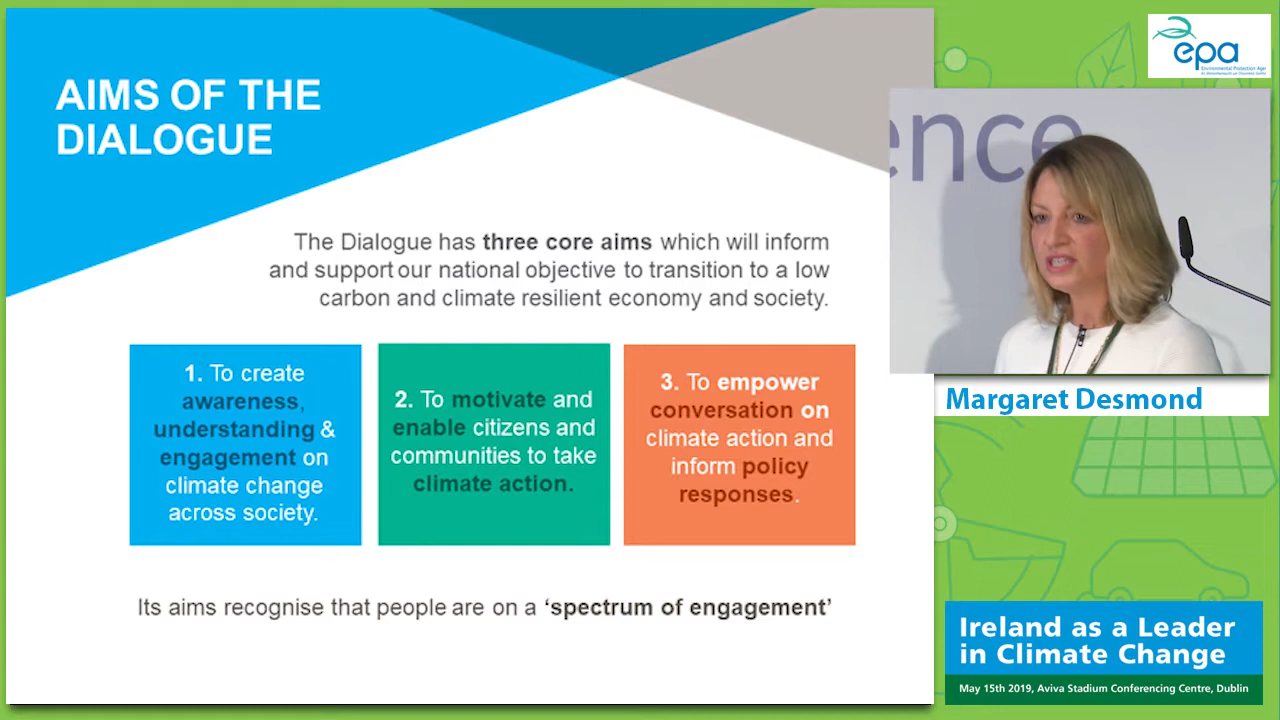 AIMS OF THE
DIALOGUE
The Dialogue has three core aims which will inform
and support our national objective to transition to a low
carbon and climate resilient economy and society.
1. To create
awareness,
understanding &
engagement on
climate change
across society.
2. To motivate and
enable citizens and
communities to take
climate action.
3. To empower
conversation on
climate action and
inform policy
responses.
Its aims recognise that people are on a ‘spectrum of engagement’
epa
Environmental Protection
ence
Margaret Desmond
Ireland as a Leader
in Climate Change
May 15th 2019, Aviva Stadium Conferencing Centre, Dublin